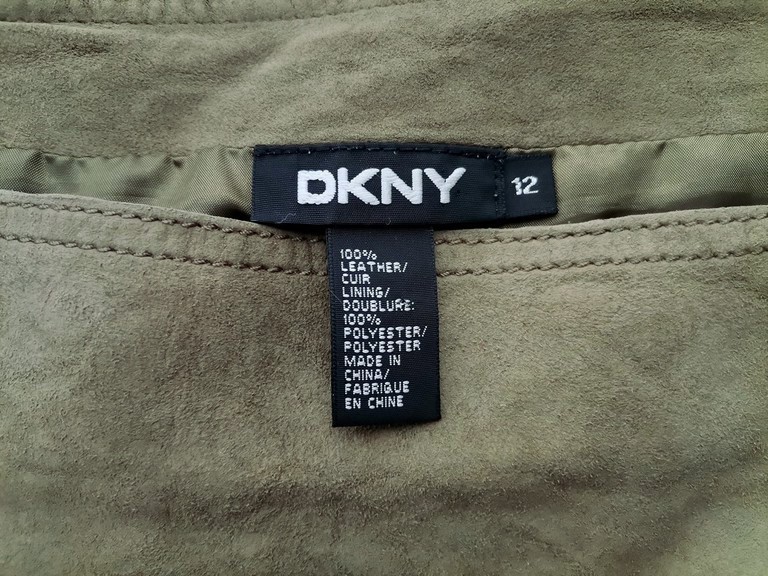 DKNY
12
100%
LEATHER/
CUIR
LINING/
DOUBLURE:
100%
POLYESTER/
POLYESTER
MADE IN
CHINA/
FABRIQUE
EN CHINE